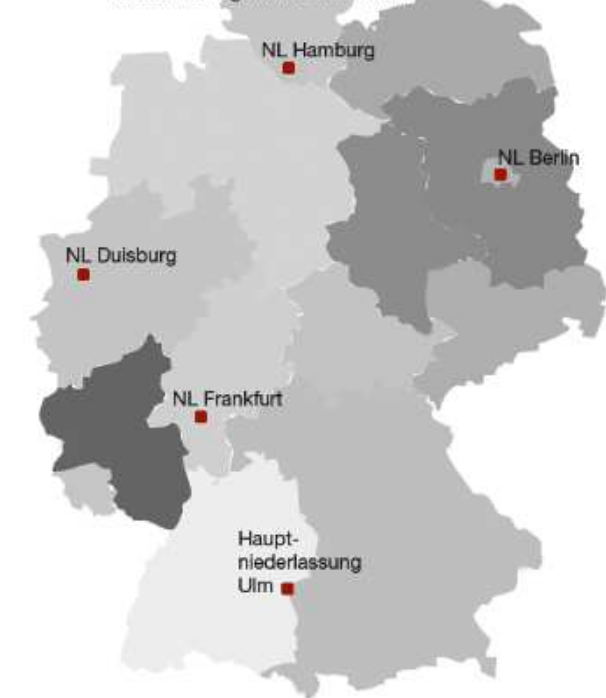 NL Hamburg
NL Berlin
NL Duisburg
NL Frankfurt
Haupt-
niederlassung
Ulm